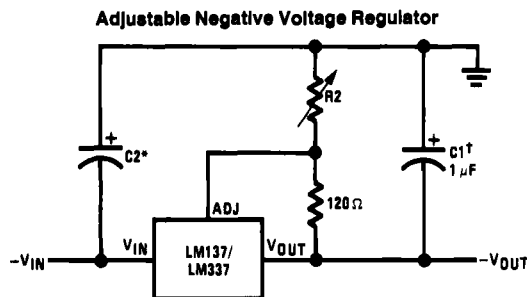 Adjustable Negative Voltage Regulator
R2
+
C2*
+
C1†
1 μF
120Ω
ADJ
VIN
LM137/
LM337
VOUT
−VIN
−VOUT